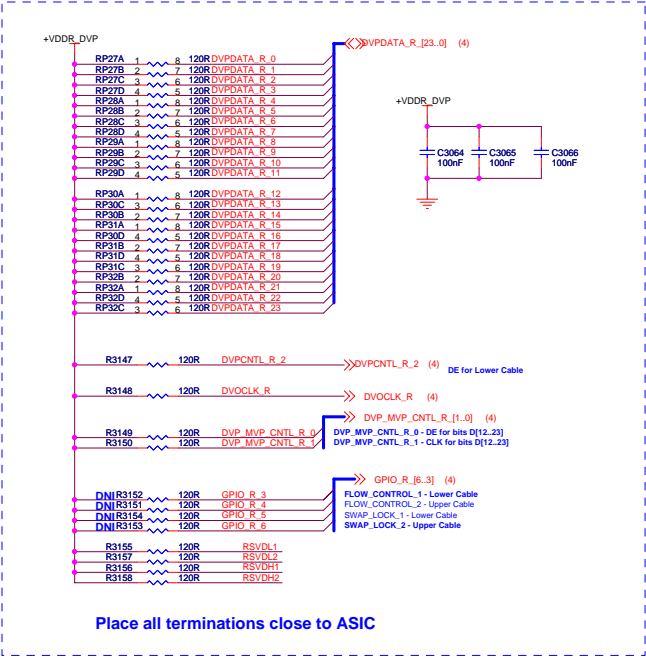 +VDDR_DVP
DVPDATA_R_[23..0] (4)
RP27A 1 8 120R DVPDATA_R_0
RP27B 2 7 120R DVPDATA_R_1
RP27C 3 6 120R DVPDATA_R_2
RP27D 4 5 120R DVPDATA_R_3
RP28A 1 8 120R DVPDATA_R_4
RP28B 2 7 120R DVPDATA_R_5
RP28C 3 6 120R DVPDATA_R_6
RP28D 4 5 120R DVPDATA_R_7
RP29A 1 8 120R DVPDATA_R_8
RP29B 2 7 120R DVPDATA_R_9
RP29C 3 6 120R DVPDATA_R_10
RP29D 4 5 120R DVPDATA_R_11
RP30A 1 8 120R DVPDATA_R_12
RP30C 3 6 120R DVPDATA_R_13
RP30B 2 7 120R DVPDATA_R_14
RP31A 1 8 120R DVPDATA_R_15
RP30D 4 5 120R DVPDATA_R_16
RP31B 2 7 120R DVPDATA_R_17
RP31D 4 5 120R DVPDATA_R_18
RP31C 3 6 120R DVPDATA_R_19
RP32B 2 7 120R DVPDATA_R_20
RP32A 1 8 120R DVPDATA_R_21
RP32D 4 5 120R DVPDATA_R_22
RP32C 3 6 120R DVPDATA_R_23
+VDDR_DVP
C3064 C3065 C3066
100nF 100nF 100nF
R3147 120R DVPCNTL_R_2 DVPCNTL_R_2 (4)
DE for Lower Cable
R3148 120R DVOCLK_R DVOCLK_R (4)
DVP_MVP_CNTL_R_[1..0] (4)
R3149 120R DVP_MVP_CNTL_R_0 DVP_MVP_CNTL_R_0 - DE for bits D[12..23]
R3150 120R DVP_MVP_CNTL_R_1 DVP_MVP_CNTL_R_1 - CLK for bits D[12..23]
GPIO_R_[6..3] (4)
DNI R3152 120R GPIO_R_3 FLOW_CONTROL_1 - Lower Cable
DNI R3151 120R GPIO_R_4 FLOW_CONTROL_2 - Upper Cable
DNI R3154 120R GPIO_R_5 SWAP_LOCK_1 - Lower Cable
DNI R3153 120R GPIO_R_6 SWAP_LOCK_2 - Upper Cable
R3155 120R RSVDL1
R3157 120R RSVDL2
R3156 120R RSVDH1
R3158 120R RSVDH2
Place all terminations close to ASIC